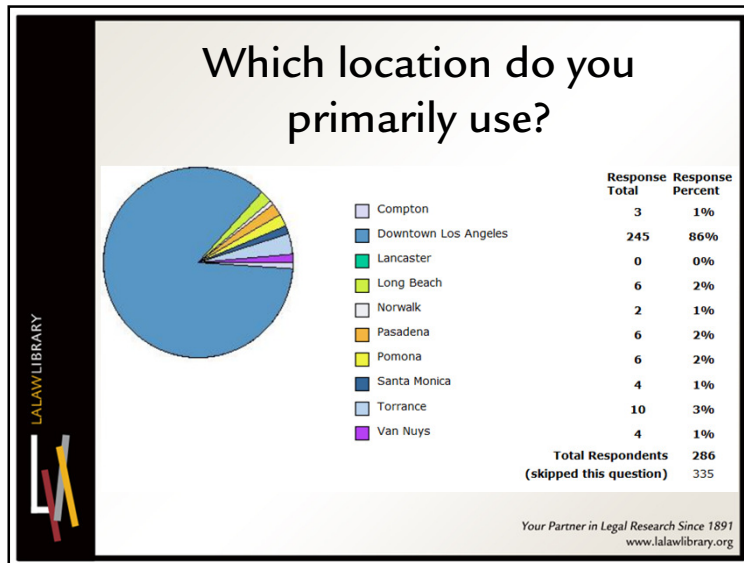 Which location do you
primarily use?
Response Response
Total Percent
Compton 3 1%
Downtown Los Angeles 245 86%
Lancaster 0 0%
Long Beach 6 2%
Norwalk 2 1%
Pasadena 6 2%
Pomona 6 2%
Santa Monica 4 1%
Torrance 10 3%
Van Nuys 4 1%
Total Respondents 286
(skipped this question) 335
LALAWLIBRARY
Your Partner in Legal Research Since 1891
www.lalawlibrary.org